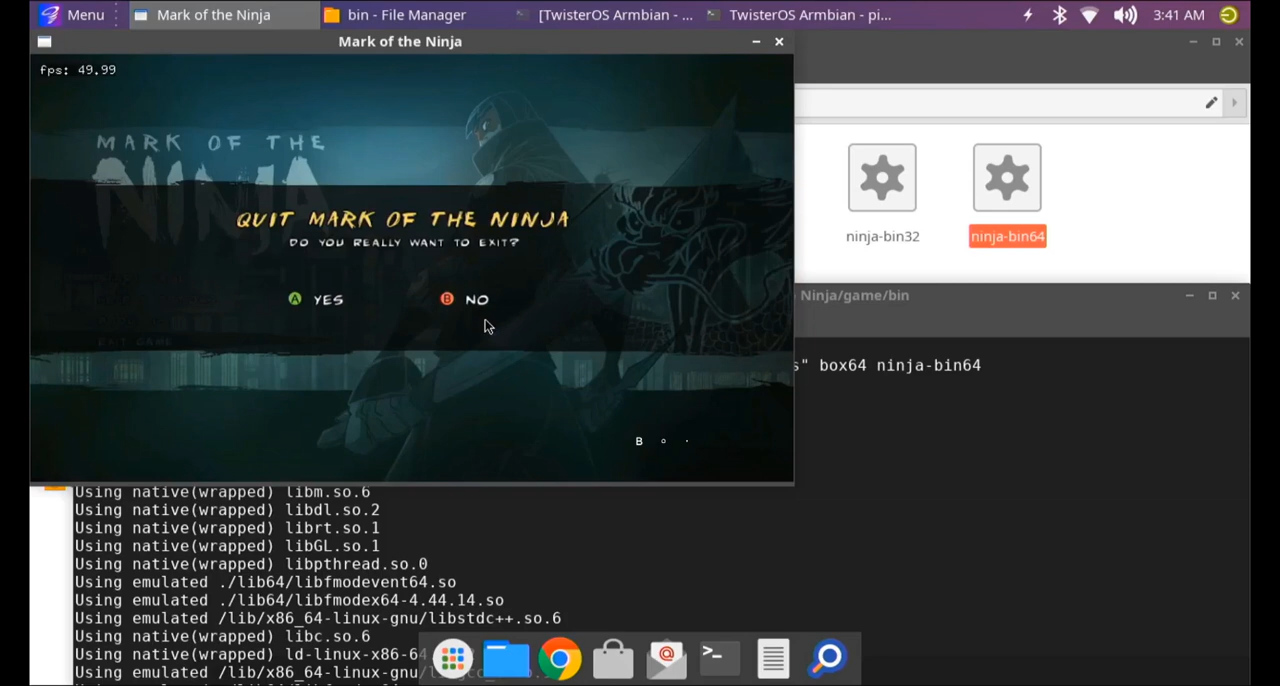 Menu
Mark of the Ninja
bin - File Manager
[TwisterOS Armbian - ...
TwisterOS Armbian - pi...
3:41 AM
Mark of the Ninja
fps: 49.99
MARK OF THE
NINJA
QUIT MARK OF THE NINJA
DO YOU REALLY WANT TO EXIT?
A YES
B NO
EXIT GAME
B
ninja-bin32
ninja-bin64
Ninja/game/bin
s" box64 ninja-bin64
Using native(wrapped) libm.so.6
Using native(wrapped) libdl.so.2
Using native(wrapped) librt.so.1
Using native(wrapped) libGL.so.1
Using native(wrapped) libpthread.so.0
Using emulated ./lib64/libfmodevent64.so
Using emulated ./lib64/libfmodex64-4.44.14.so
Using emulated /lib/x86_64-linux-gnu/libstdc++.so.6
Using native(wrapped) libc.so.6
Using native(wrapped) ld-linux-x86-64
Using emulated /lib/x86_64-linux-gnu/